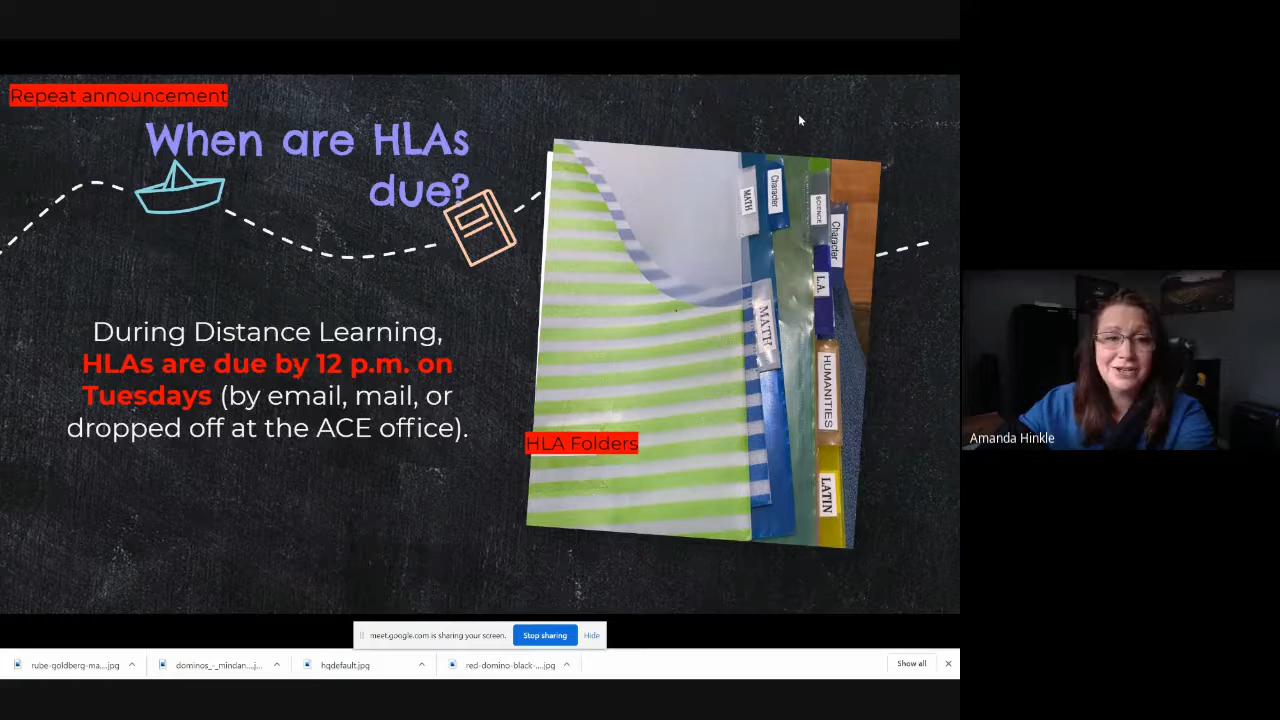 Repeat announcement
When are HLAs
due?
During Distance Learning,
HLAs are due by 12 p.m. on
Tuesdays (by email, mail, or
dropped off at the ACE office).
HLA Folders
MATH
Character
SCIENCE
Character
L.A.
MATH
HUMANITIES
LATIN
Amanda Hinkle
meet.google.com is sharing your screen.
Stop sharing
Hide
rube-goldberg-ma....jpg
dominos_-_mindan....j...
hqdefault.jpg
red-domino-black-....jpg
Show all